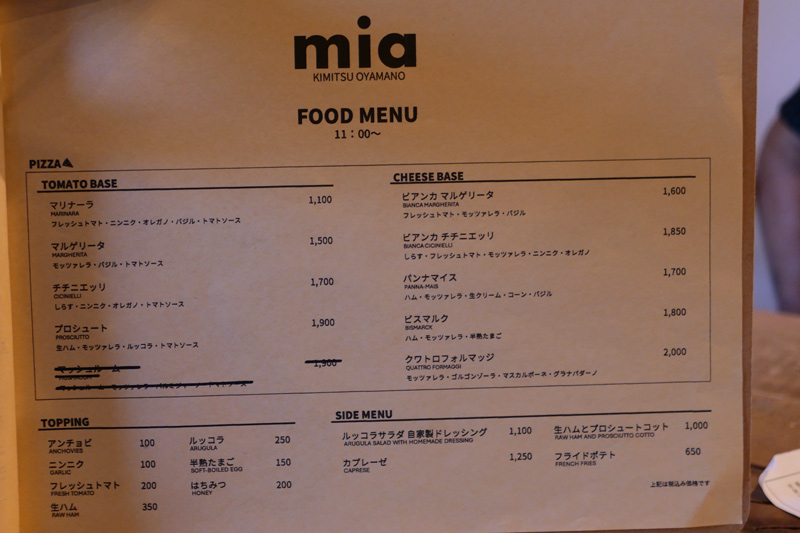 mia
KIMITSU OYAMANO
FOOD MENU
11：00〜
PIZZA
TOMATO BASE
マリナーラ 1,100
MARINARA
フレッシュトマト・ニンニク・オレガノ・バジル・トマトソース
マルゲリータ 1,500
MARGHERITA
モッツァレラ・バジル・トマトソース
チチニエッリ 1,700
CICINIELLI
しらす・ニンニク・オレガノ・トマトソース
プロシュート 1,900
PROSCIUTTO
生ハム・モッツァレラ・ルッコラ・トマトソース
マッシュルーム 1,900
CHEESE BASE
ビアンカ マルゲリータ 1,600
BIANCA MARGHERITA
フレッシュトマト・モッツァレラ・バジル
ビアンカ チチニエッリ 1,850
BIANCA CICINIELLI
しらす・フレッシュトマト・モッツァレラ・ニンニク・オレガノ
パンナマイス 1,700
PANNA-MAIS
ハム・モッツァレラ・生クリーム・コーン・バジル
ビスマルク 1,800
BISMARCK
ハム・モッツァレラ・半熟たまご
クワトロフォルマッジ 2,000
QUATTRO FORMAGGI
モッツァレラ・ゴルゴンゾーラ・マスカルポーネ・グラナパダーノ
TOPPING
アンチョビ 100
ANCHOVIES
ニンニク 100
GARLIC
フレッシュトマト 200
FRESH TOMATO
生ハム 350
RAW HAM
ルッコラ 250
ARUGULA
半熟たまご 150
SOFT-BOILED EGG
はちみつ 200
HONEY
SIDE MENU
ルッコラサラダ 自家製ドレッシング 1,100
ARUGULA SALAD WITH HOMEMADE DRESSING
カプレーゼ 1,250
CAPRESE
生ハムとプロシュートコット 1,000
RAW HAM AND PROSCIUTTO COTTO
フライドポテト 650
FRENCH FRIES
上記は税込み価格です